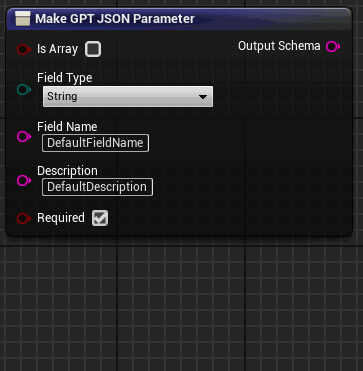 Make GPT JSON Parameter
Is Array
Output Schema
Field Type
String
Field Name
DefaultFieldName
Description
DefaultDescription
Required